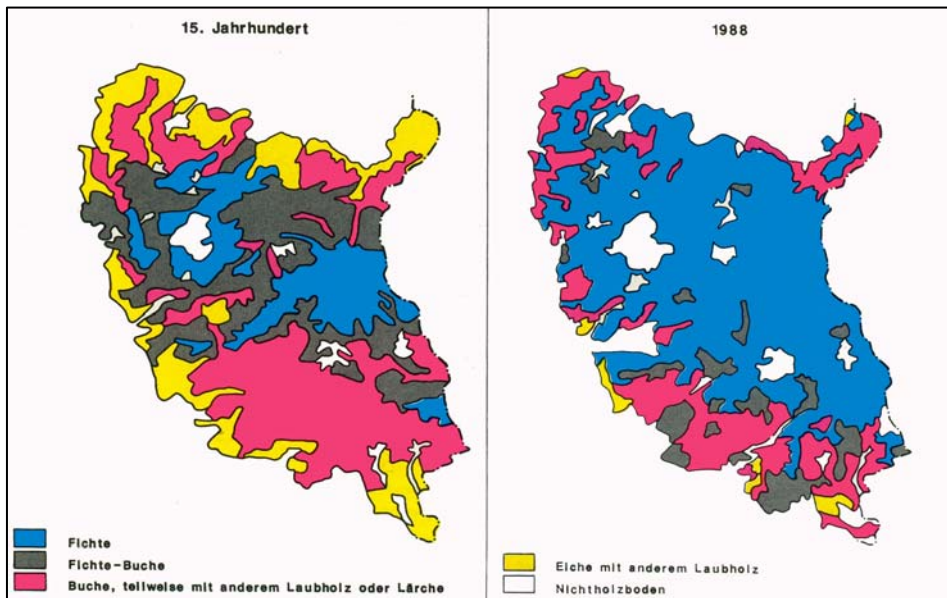 15. Jahrhundert
1988
Fichte
Fichte-Buche
Buche, teilweise mit anderem Laubholz oder Lärche
Eiche mit anderem Laubholz
Nichtholzboden